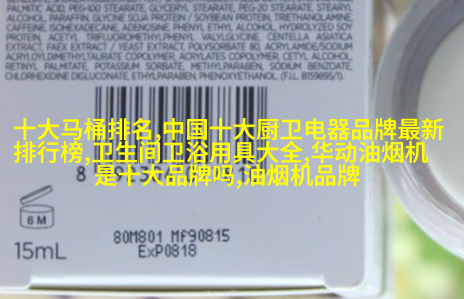 PALMITIC ACID, PEG-100 STEARATE, GLYCERYL STEARATE, PEG-20 STEARATE, STEARYL
ALCOHOL, PARAFFIN, GLYCINE SOJA PROTEIN / SOYBEAN PROTEIN, TRIETHANOLAMINE,
CAFFEINE, ISOHEXADECANE, ADENOSINE, PHENYL ETHYL ALCOHOL, HYDROLYZED SOY
PROTEIN, ACETYL TRIFLUOROMETHYLPHENYL VALYLGLYCINE, CENTELLA ASIATICA
EXTRACT, FAEX EXTRACT / YEAST EXTRACT, POLYSORBATE 80, ACRYLAMIDE/SODIUM
ACRYLOYLDIMETHYLTAURATE COPOLYMER, ACRYLATES COPOLYMER, CETYL ALCOHOL,
RETINYL PALMITATE, POTASSIUM SORBATE, SODIUM BENZOATE,
CHLORHEXIDINE DIGLUCONATE, ETHYLPARABEN, PHENOXYETHANOL. (F.I.L. B159895/1).
十大马桶排名,中国十大厨卫电器品牌最新
排行榜,卫生间卫浴用具大全,华动油烟机
是十大品牌吗,油烟机品牌
8
6 M
15mL
80M801 Mf90815
ExP0818